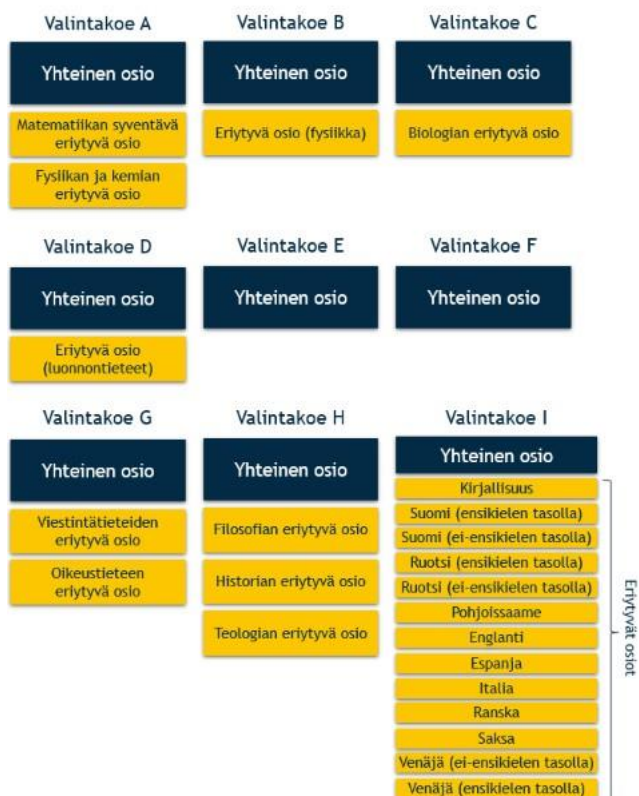 Valintakoe A
Yhteinen osio
Matematiikan syventävä
eriytyvä osio
Fysiikan ja kemian
eriytyvä osio
Valintakoe B
Yhteinen osio
Eriytyvä osio (fysiikka)
Valintakoe C
Yhteinen osio
Biologian eriytyvä osio
Valintakoe D
Yhteinen osio
Eriytyvä osio
(luonnontieteet)
Valintakoe E
Yhteinen osio
Valintakoe F
Yhteinen osio
Valintakoe G
Yhteinen osio
Viestintätieteiden
eriytyvä osio
Oikeustieteen
eriytyvä osio
Valintakoe H
Yhteinen osio
Filosofian eriytyvä osio
Historian eriytyvä osio
Teologian eriytyvä osio
Valintakoe I
Yhteinen osio
Kirjallisuus
Suomi (ensikielen tasolla)
Suomi (ei-ensikielen tasolla)
Ruotsi (ensikielen tasolla)
Ruotsi (ei-ensikielen tasolla)
Pohjoissaame
Englanti
Espanja
Italia
Ranska
Saksa
Venäjä (ei-ensikielen tasolla)
Venäjä (ensikielen tasolla)
Eriytyvät osiot